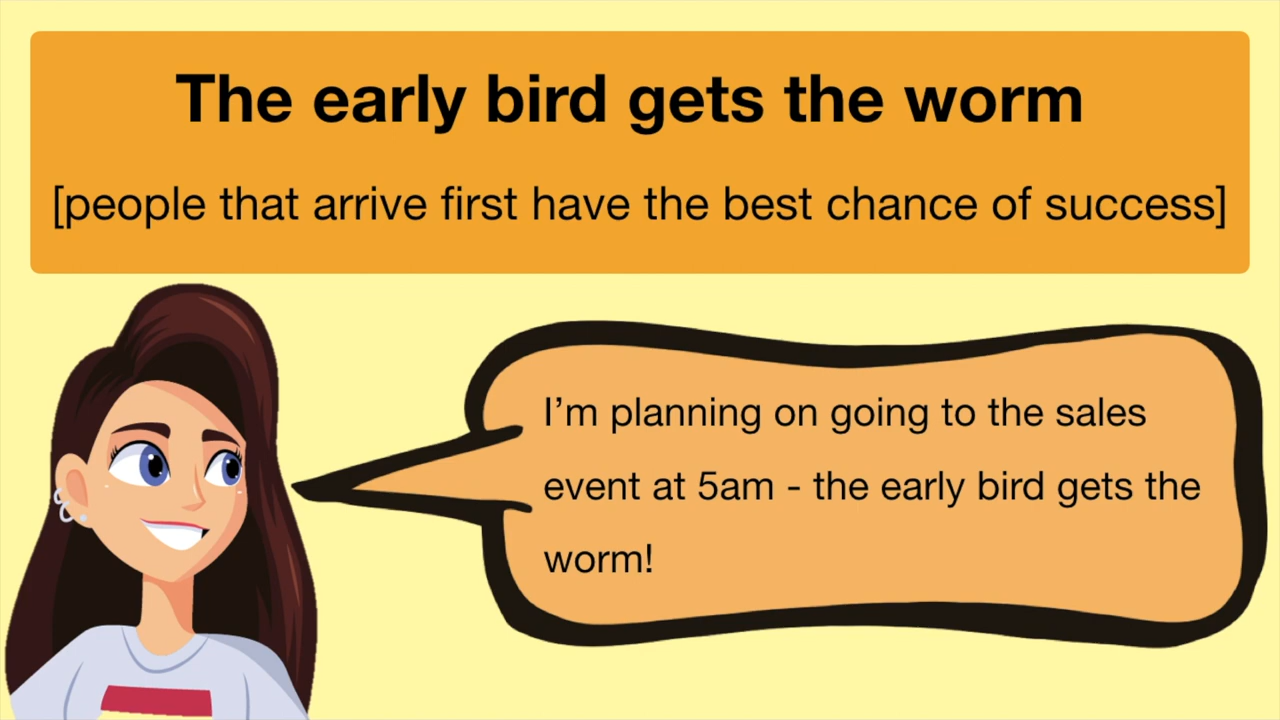 The early bird gets the worm
[people that arrive first have the best chance of success]
I’m planning on going to the sales
event at 5am - the early bird gets the
worm!